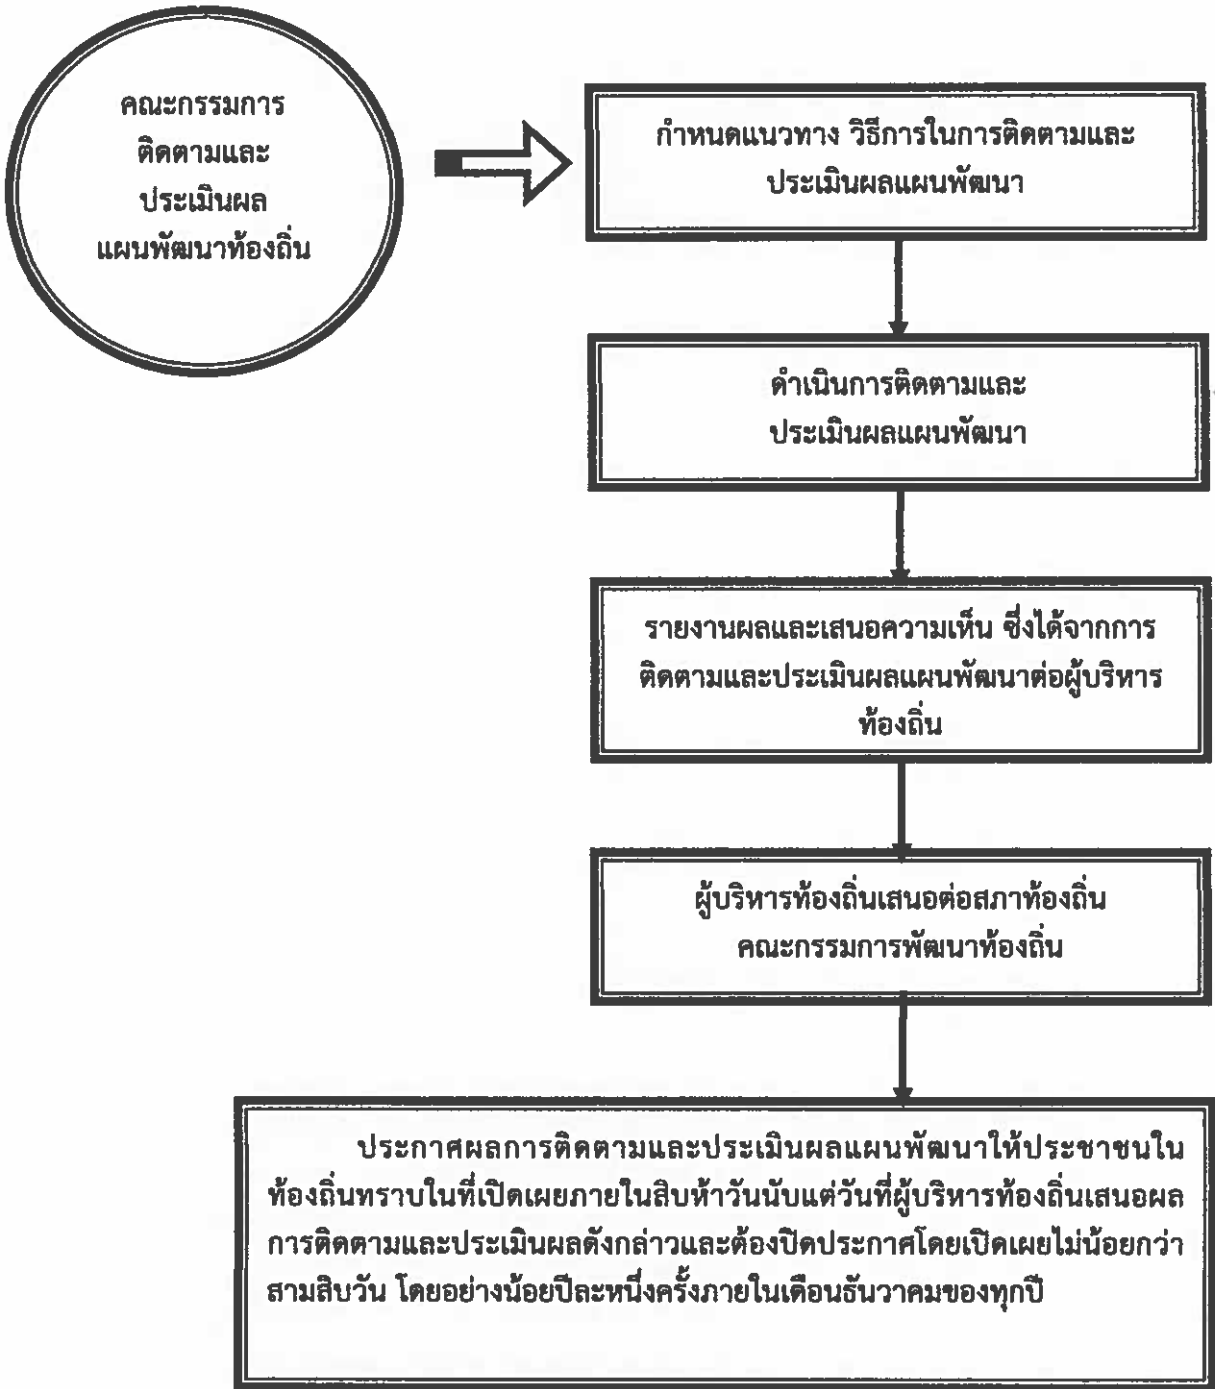 คณะกรรมการ
ติดตามและ
ประเมินผล
แผนพัฒนาท้องถิ่น
กำหนดแนวทาง วิธีการในการติดตามและ
ประเมินผลแผนพัฒนา
ดำเนินการติดตามและ
ประเมินผลแผนพัฒนา
รายงานผลและเสนอความเห็น ซึ่งได้จากการ
ติดตามและประเมินผลแผนพัฒนาต่อผู้บริหาร
ท้องถิ่น
ผู้บริหารท้องถิ่นเสนอต่อสภาท้องถิ่น
คณะกรรมการพัฒนาท้องถิ่น
ประกาศผลการติดตามและประเมินผลแผนพัฒนาให้ประชาชนใน
ท้องถิ่นทราบในที่เปิดเผยภายในสิบห้าวันนับแต่วันที่ผู้บริหารท้องถิ่นเสนอผล
การติดตามและประเมินผลดังกล่าวและต้องปิดประกาศโดยเปิดเผยไม่น้อยกว่า
สามสิบวัน โดยอย่างน้อยปีละหนึ่งครั้งภายในเดือนธันวาคมของทุกปี